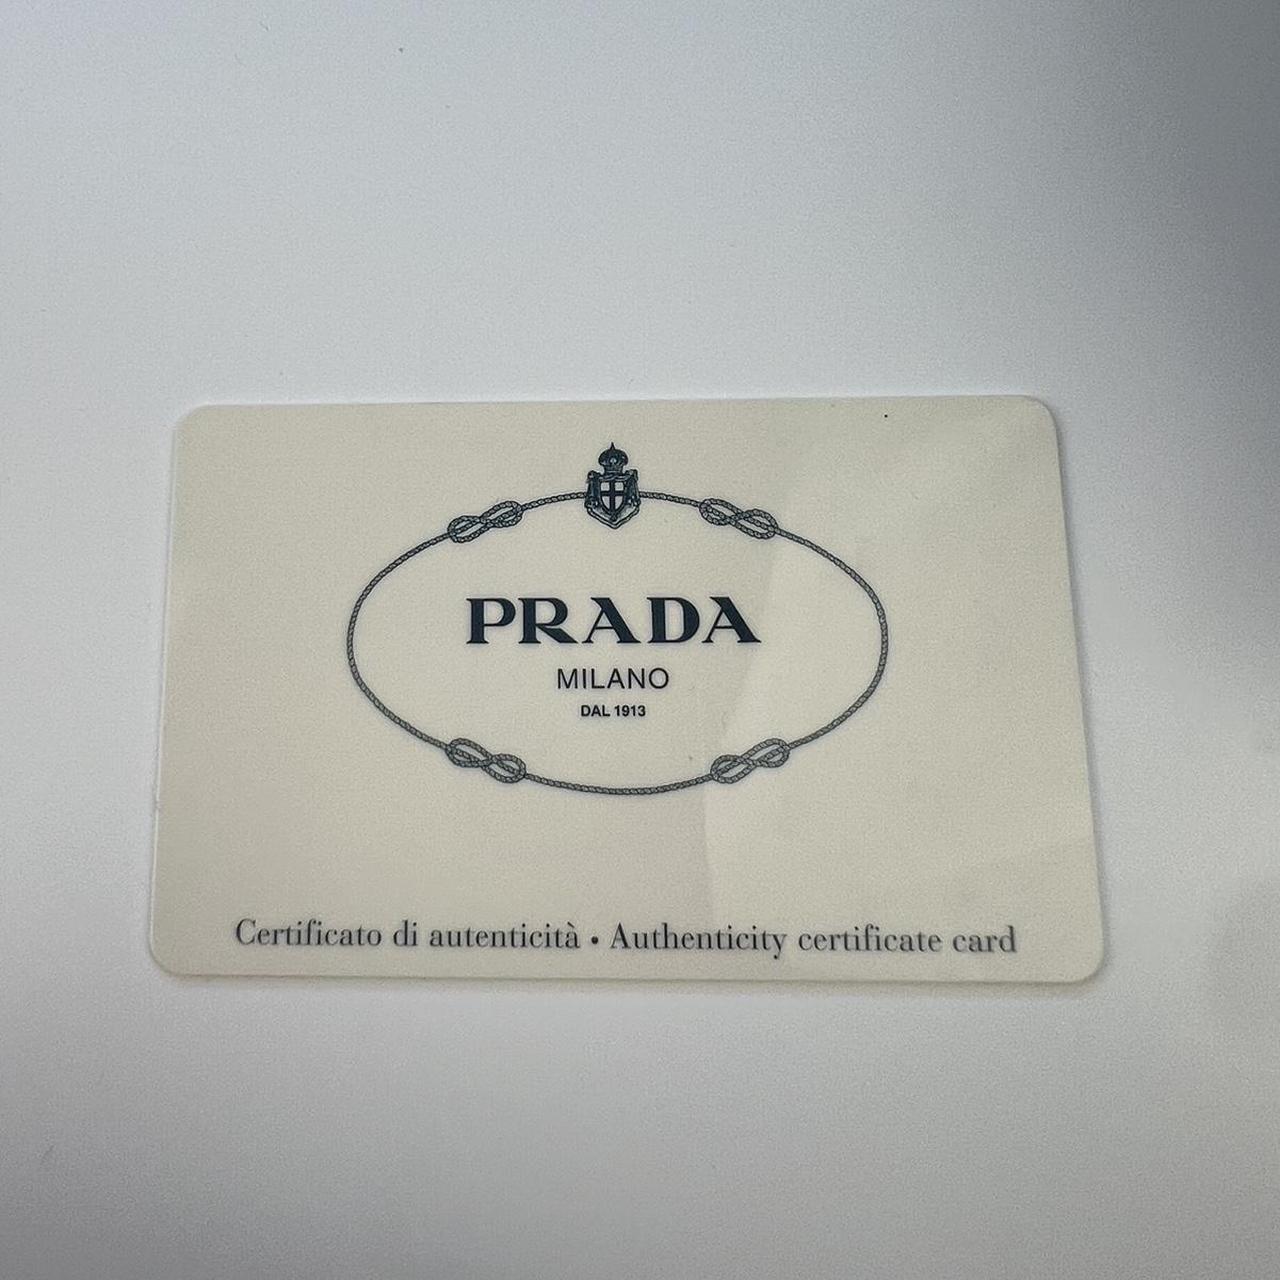 PRADA
MILANO
DAL 1913
Certificato di autenticità • Authenticity certificate card